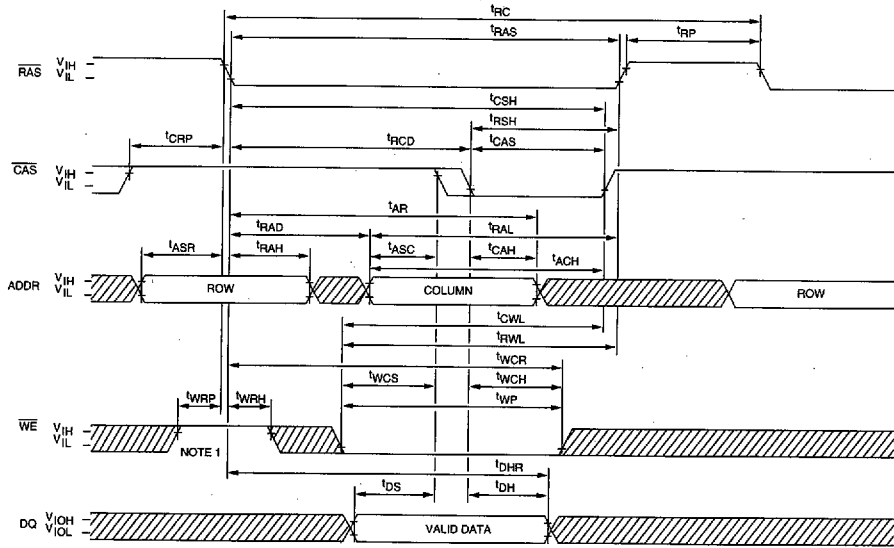 tRC
tRAS
tRP
RAS VIH VIL
tCSH
tRSH
tCRP
tRCD
tCAS
CAS VIH VIL
tAR
tRAD
tRAL
tASR
tRAH
tASC
tCAH
tACH
ADDR VIH VIL
ROW
COLUMN
ROW
tCWL
tRWL
tWCR
tWCS
tWCH
tWRP
tWRH
tWP
WE VIH VIL
NOTE 1
tDHR
tDS
tDH
DQ VIOH VIOL
VALID DATA